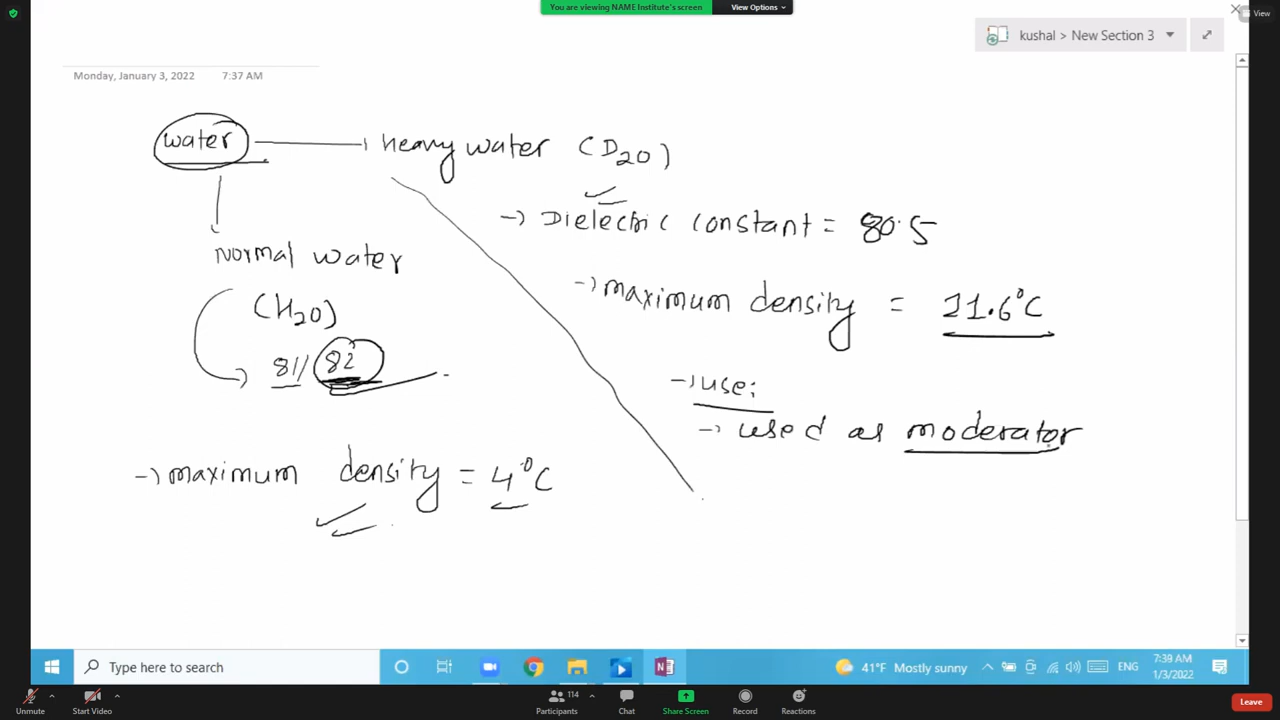 You are viewing NAME Institute's screen View Options
View
kushal > New Section 3
Monday, January 3, 2022 7:37 AM
water heavy water (D2O)
→ Dielectric constant = 80.5
Normal water
(H2O)
→ maximum density = 11.6°C
81/ 82
→ use:
→ used as moderator
→ maximum density = 4°C
Type here to search
41°F Mostly sunny
ENG
7:39 AM
1/3/2022
Unmute
Start Video
114
Participants
Chat
Share Screen
Record
Reactions
Leave